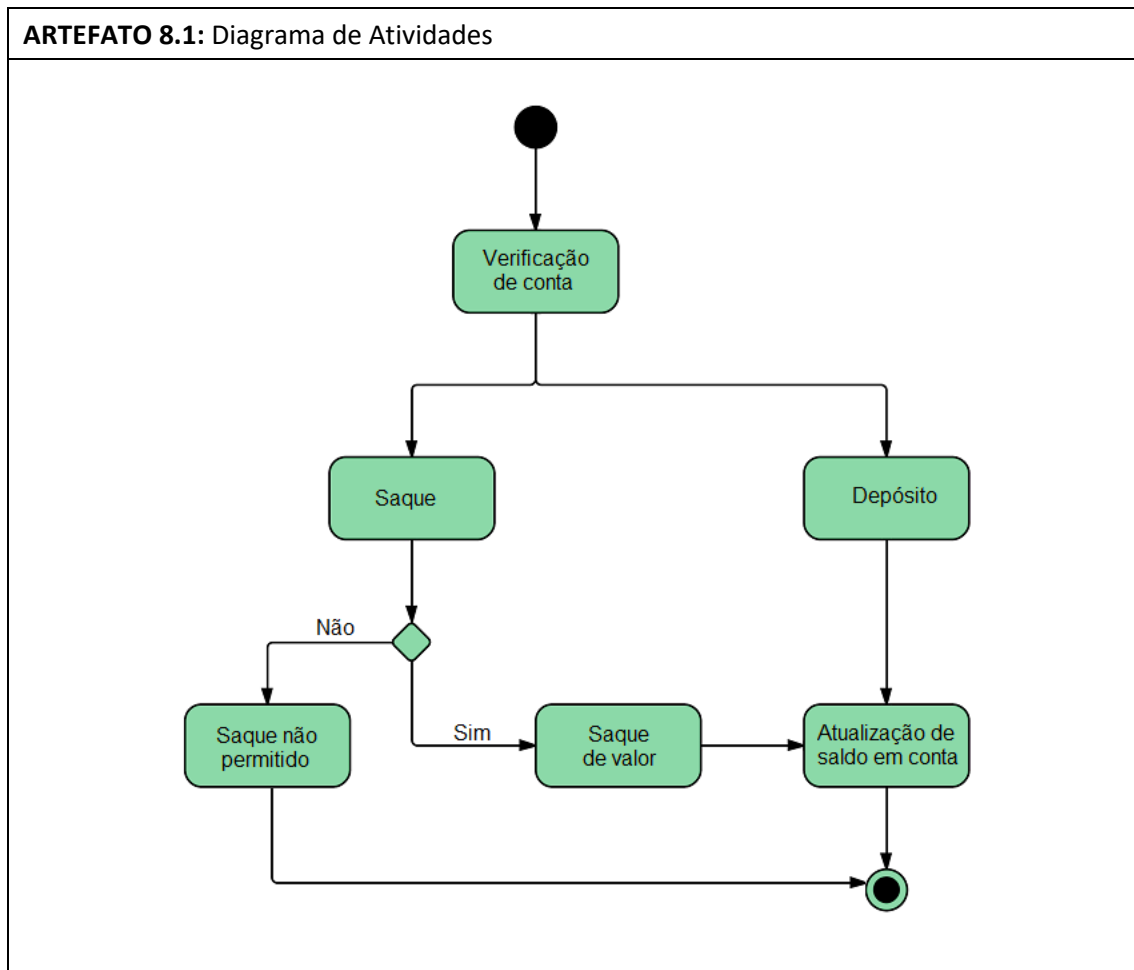 ARTEFATO 8.1: Diagrama de Atividades
Verificação
de conta
Saque
Depósito
Não
Sim
Saque não
permitido
Saque
de valor
Atualização de
saldo em conta